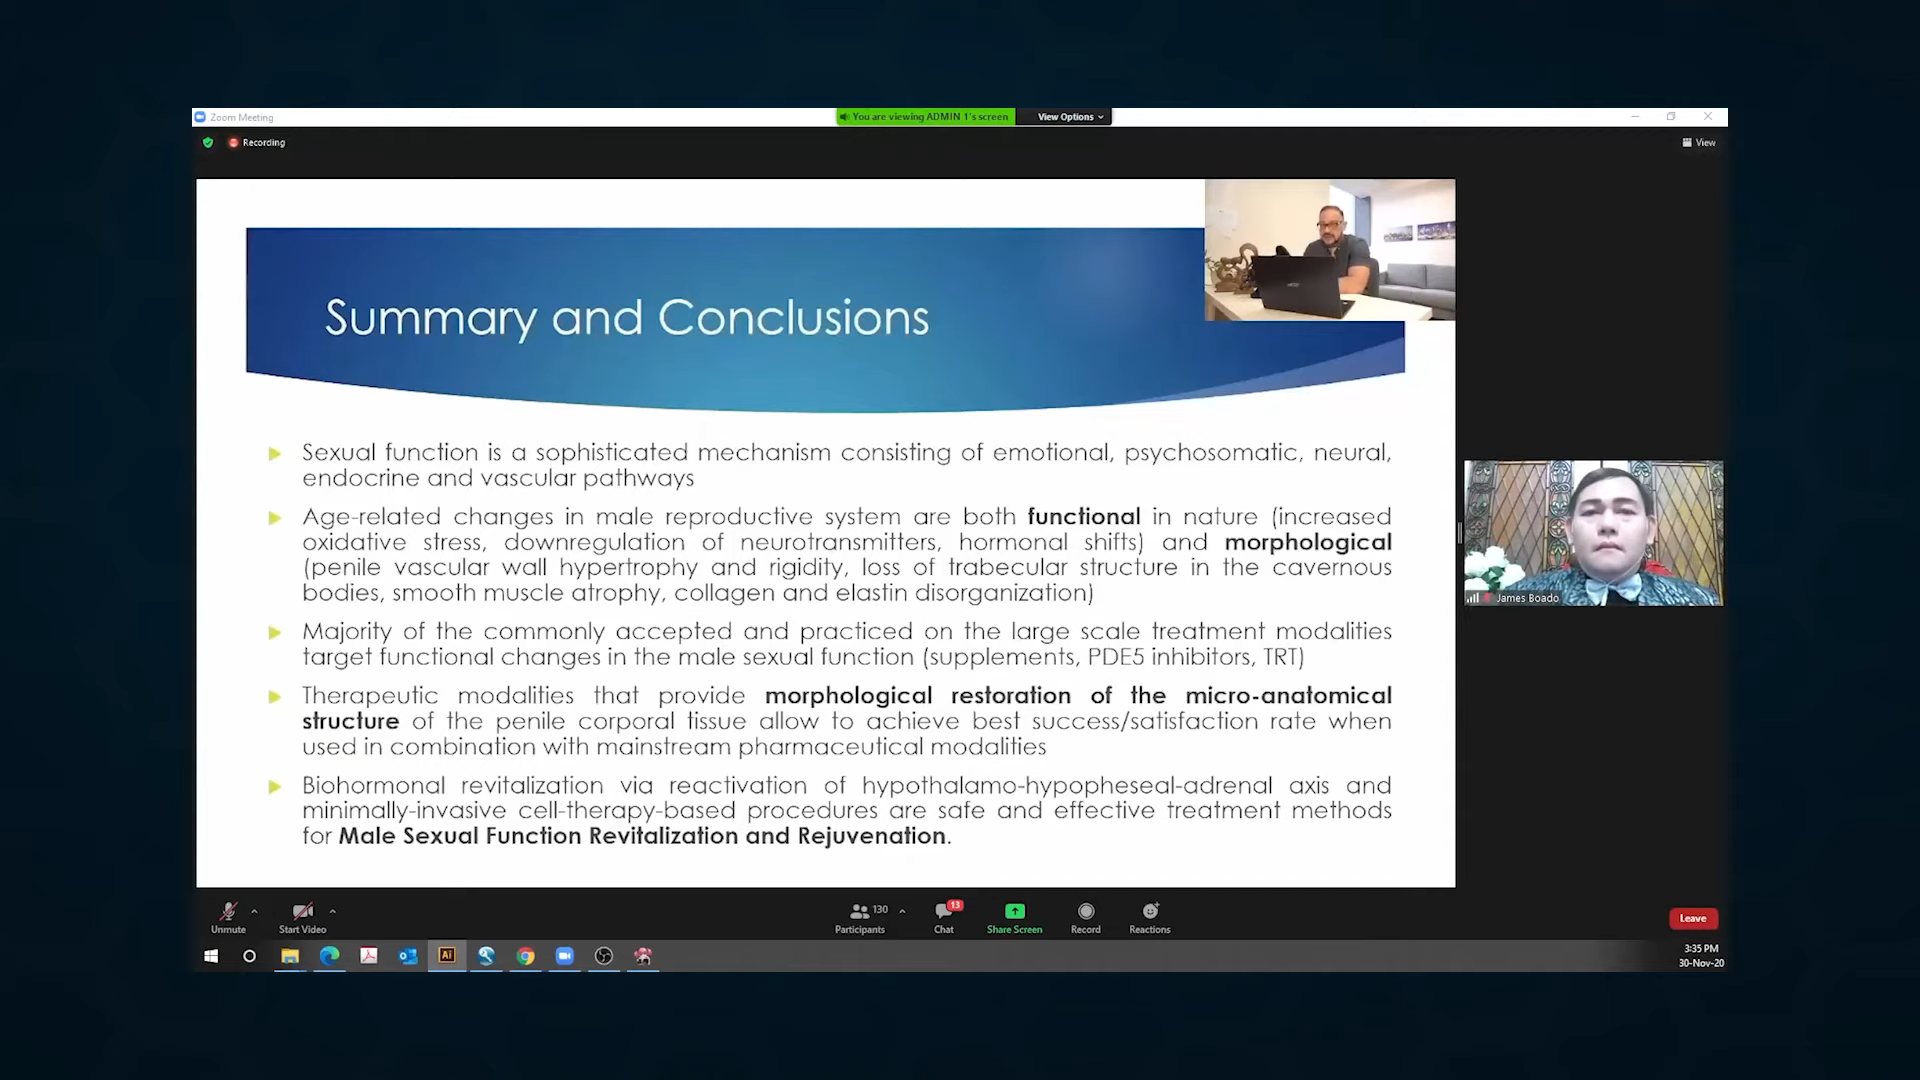 Zoom Meeting
You are viewing ADMIN 1's screen
View Options
Recording
View
Summary and Conclusions
Sexual function is a sophisticated mechanism consisting of emotional, psychosomatic, neural,
endocrine and vascular pathways
Age-related changes in male reproductive system are both functional in nature (increased
oxidative stress, downregulation of neurotransmitters, hormonal shifts) and morphological
(penile vascular wall hypertrophy and rigidity, loss of trabecular structure in the cavernous
bodies, smooth muscle atrophy, collagen and elastin disorganization)
Majority of the commonly accepted and practiced on the large scale treatment modalities
target functional changes in the male sexual function (supplements, PDE5 inhibitors, TRT)
Therapeutic modalities that provide morphological restoration of the micro-anatomical
structure of the penile corporal tissue allow to achieve best success/satisfaction rate when
used in combination with mainstream pharmaceutical modalities
Biohormonal revitalization via reactivation of hypothalamo-hypopheseal-adrenal axis and
minimally-invasive cell-therapy-based procedures are safe and effective treatment methods
for Male Sexual Function Revitalization and Rejuvenation.
James Boado
Unmute
Start Video
130
Participants
13
Chat
Share Screen
Record
Reactions
Leave
Ai
3:35 PM
30-Nov-20